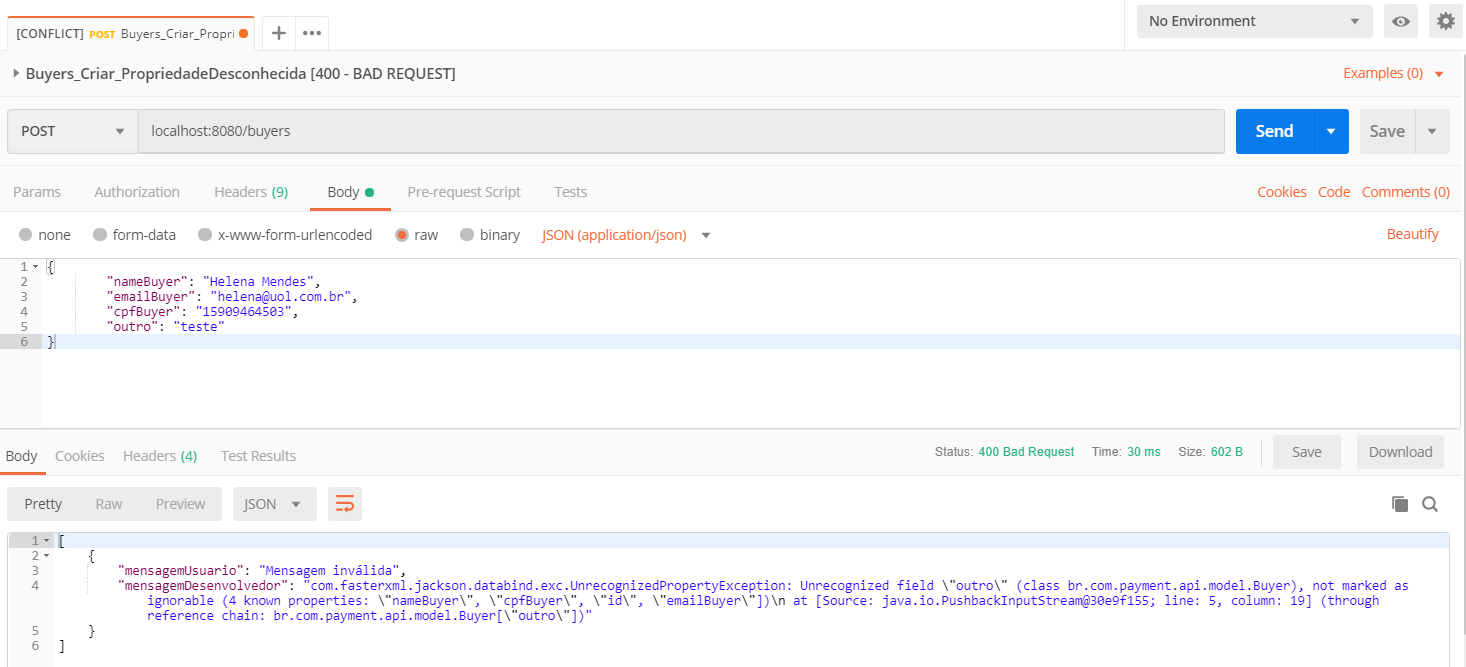 [CONFLICT] POST Buyers_Criar_Propri
No Environment
Buyers_Criar_PropriedadeDesconhecida [400 - BAD REQUEST]
Examples (0)
POST localhost:8080/buyers Send Save
Params Authorization Headers (9) Body Pre-request Script Tests Cookies Code Comments (0)
none form-data x-www-form-urlencoded raw binary JSON (application/json) Beautify
1 {
2 "nameBuyer": "Helena Mendes",
3 "emailBuyer": "helena@uol.com.br",
4 "cpfBuyer": "15909464503",
5 "outro": "teste"
6 }
Body Cookies Headers (4) Test Results Status: 400 Bad Request Time: 30 ms Size: 602 B Save Download
Pretty Raw Preview JSON
1 [
2 {
3 "mensagemUsuario": "Mensagem inválida",
4 "mensagemDesenvolvedor": "com.fasterxml.jackson.databind.exc.UnrecognizedPropertyException: Unrecognized field \"outro\" (class br.com.payment.api.model.Buyer), not marked as
ignorable (4 known properties: \"nameBuyer\", \"cpfBuyer\", \"id\", \"emailBuyer\"])\n at [Source: java.io.PushbackInputStream@30e9f155; line: 5, column: 19] (through
reference chain: br.com.payment.api.model.Buyer[\"outro\"])"
5 }
6 ]